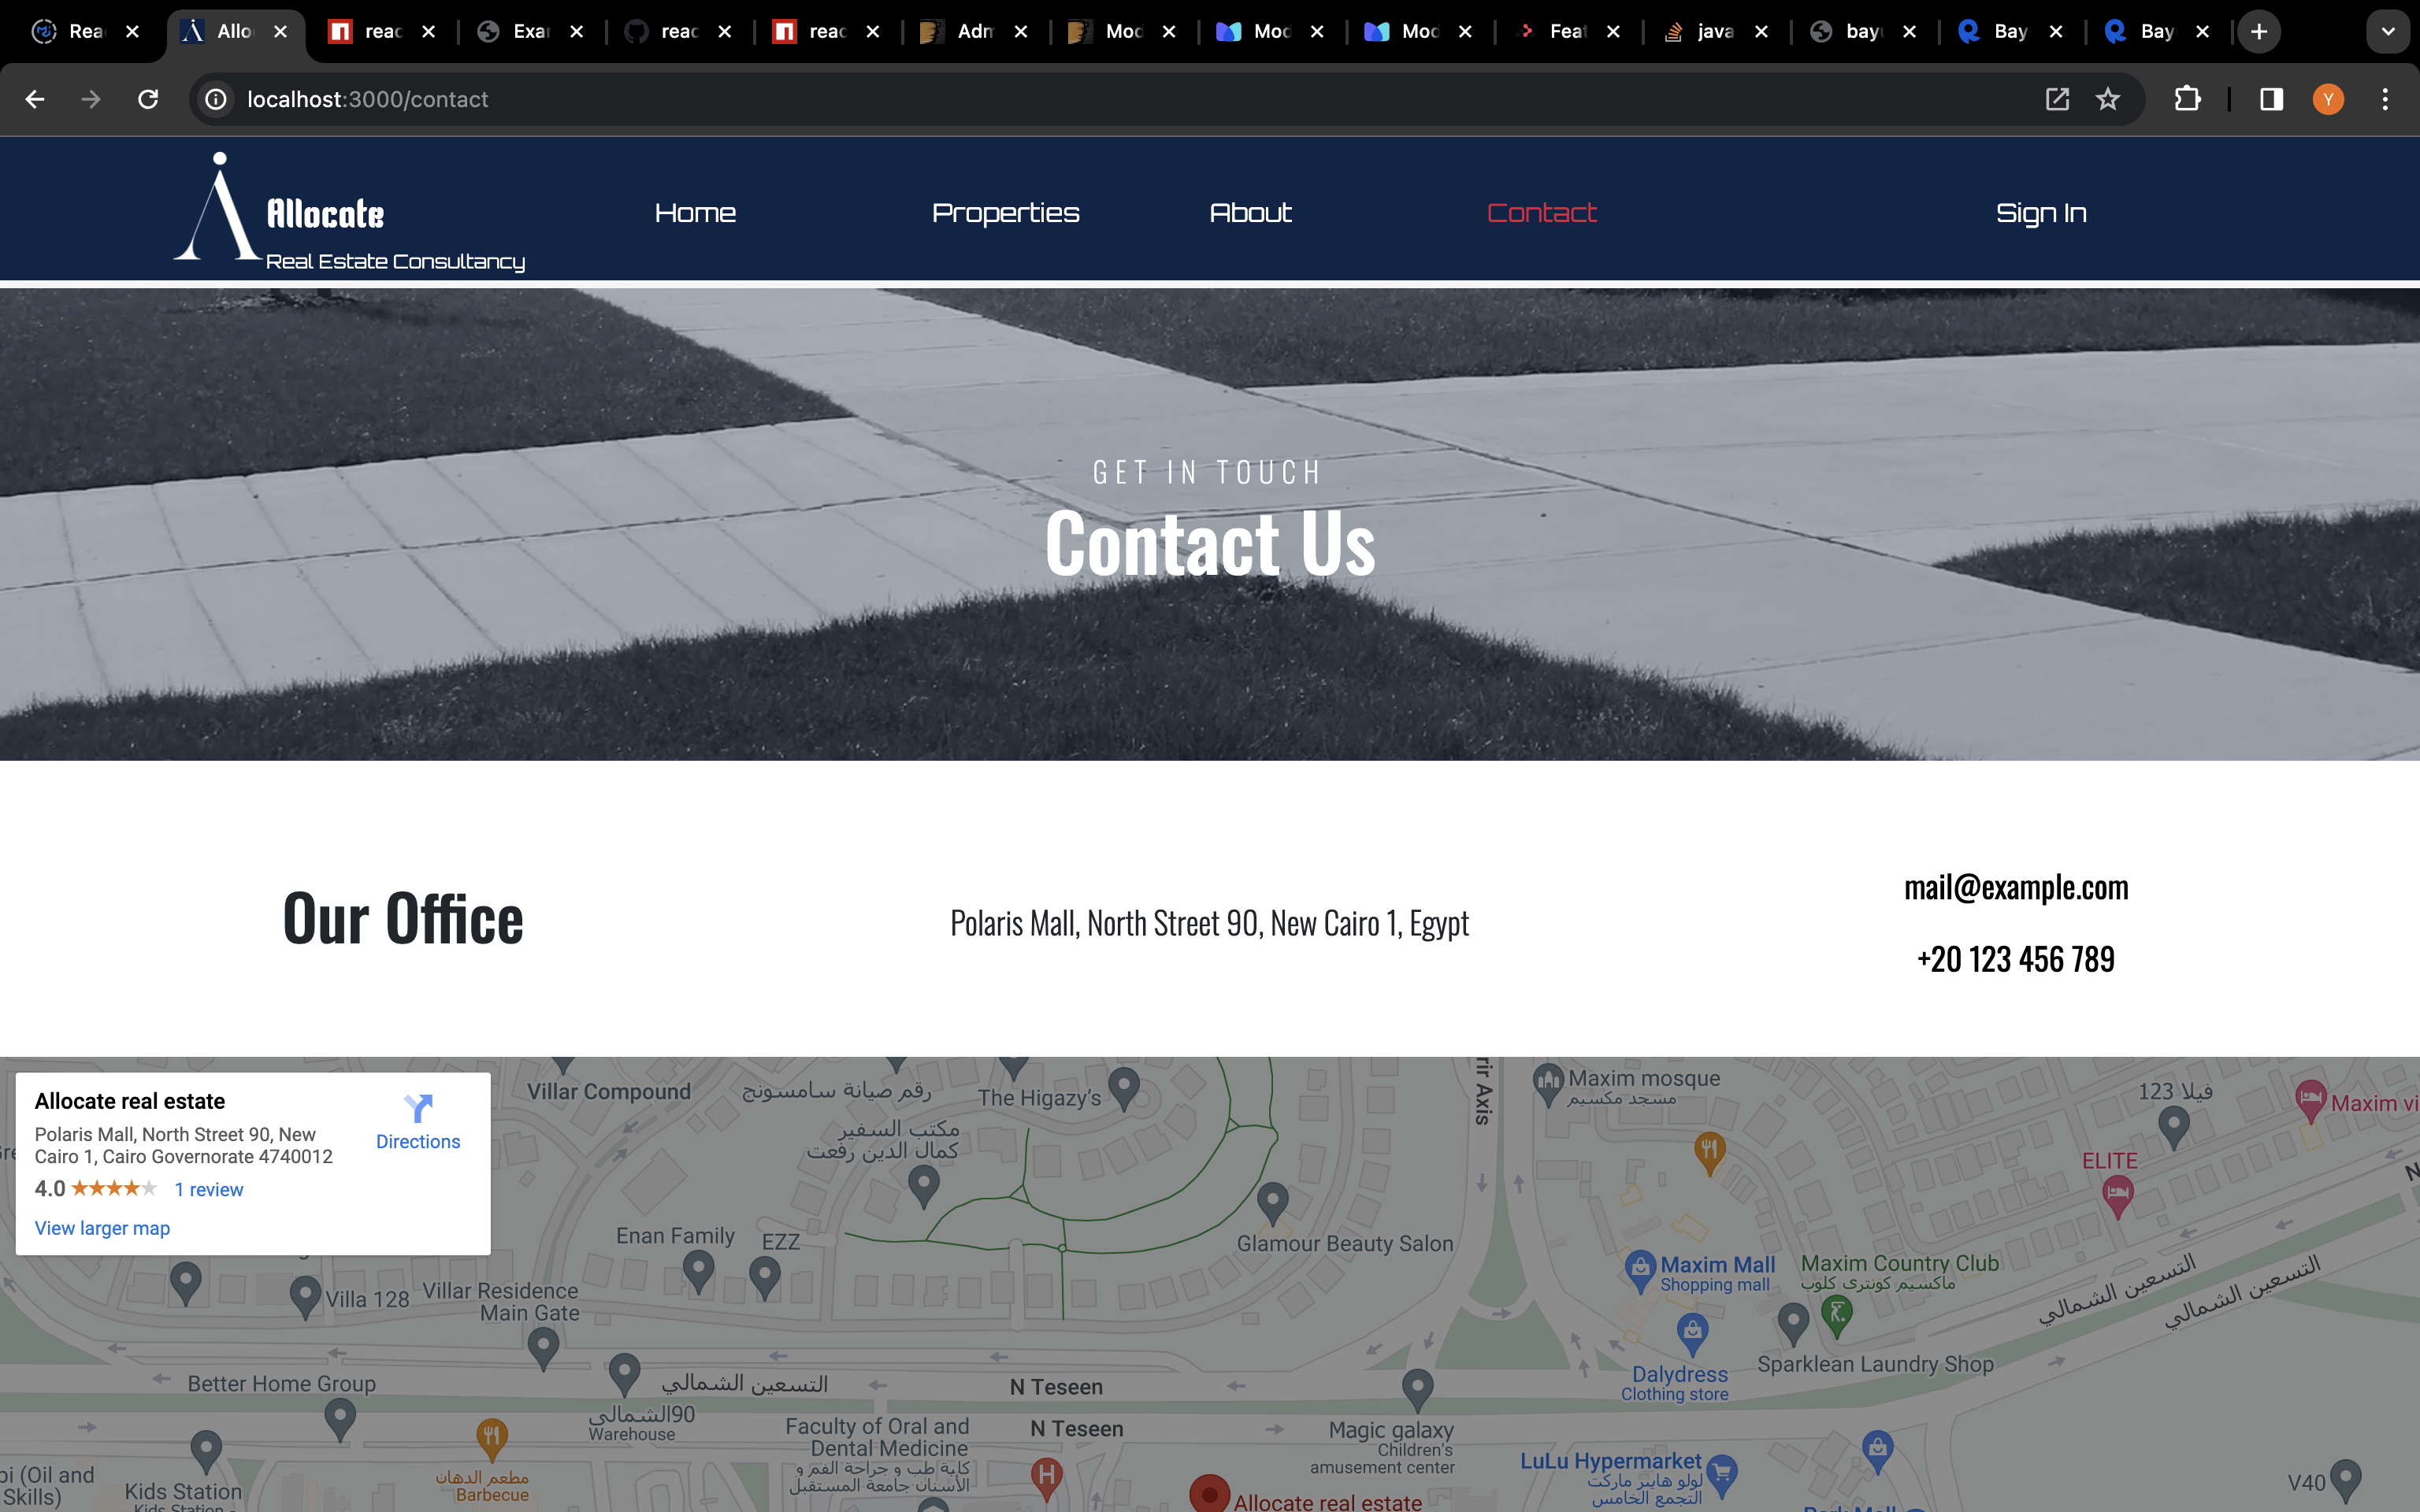 Rea
Allo
reac
Exar
reac
reac
Adm
Mod
Mod
Mod
Feat
java
bayu
Bay
Bay
localhost:3000/contact
Y
Allocate
Real Estate Consultancy
Home
Properties
About
Contact
Sign In
GET IN TOUCH
Contact Us
Our Office
Polaris Mall, North Street 90, New Cairo 1, Egypt
mail@example.com
+20 123 456 789
Allocate real estate
Polaris Mall, North Street 90, New
Cairo 1, Cairo Governorate 4740012
Directions
4.0
1 review
View larger map
Villar Compound
رقم صيانة سامسونج
The Higazy's
مكتب السفير
كمال الدين رفعت
Enan Family
EZZ
Glamour Beauty Salon
rir Axis
Maxim mosque
مسجد مكسيم
فيلا 123
Maxim vi
ELITE
N
Maxim Mall
Shopping mall
Maxim Country Club
ماكسيم كونترى كلوب
التسعين الشمالي
التسعين الشمالي
Villa 128
Villar Residence
Main Gate
Dalydress
Clothing store
Sparklean Laundry Shop
Better Home Group
التسعين الشمالي
N Teseen
90الشمالي
Warehouse
Faculty of Oral and
Dental Medicine
كلية طب و جراحة الفم و
الأسنان جامعة المستقبل
N Teseen
Magic galaxy
Children's
amusement center
LuLu Hypermarket
لولو هايبر ماركت
التجمع الخامس
pi (Oil and
Skills)
Kids Station
مطعم الدهان
Barbecue
H
Allocate real estate
V40